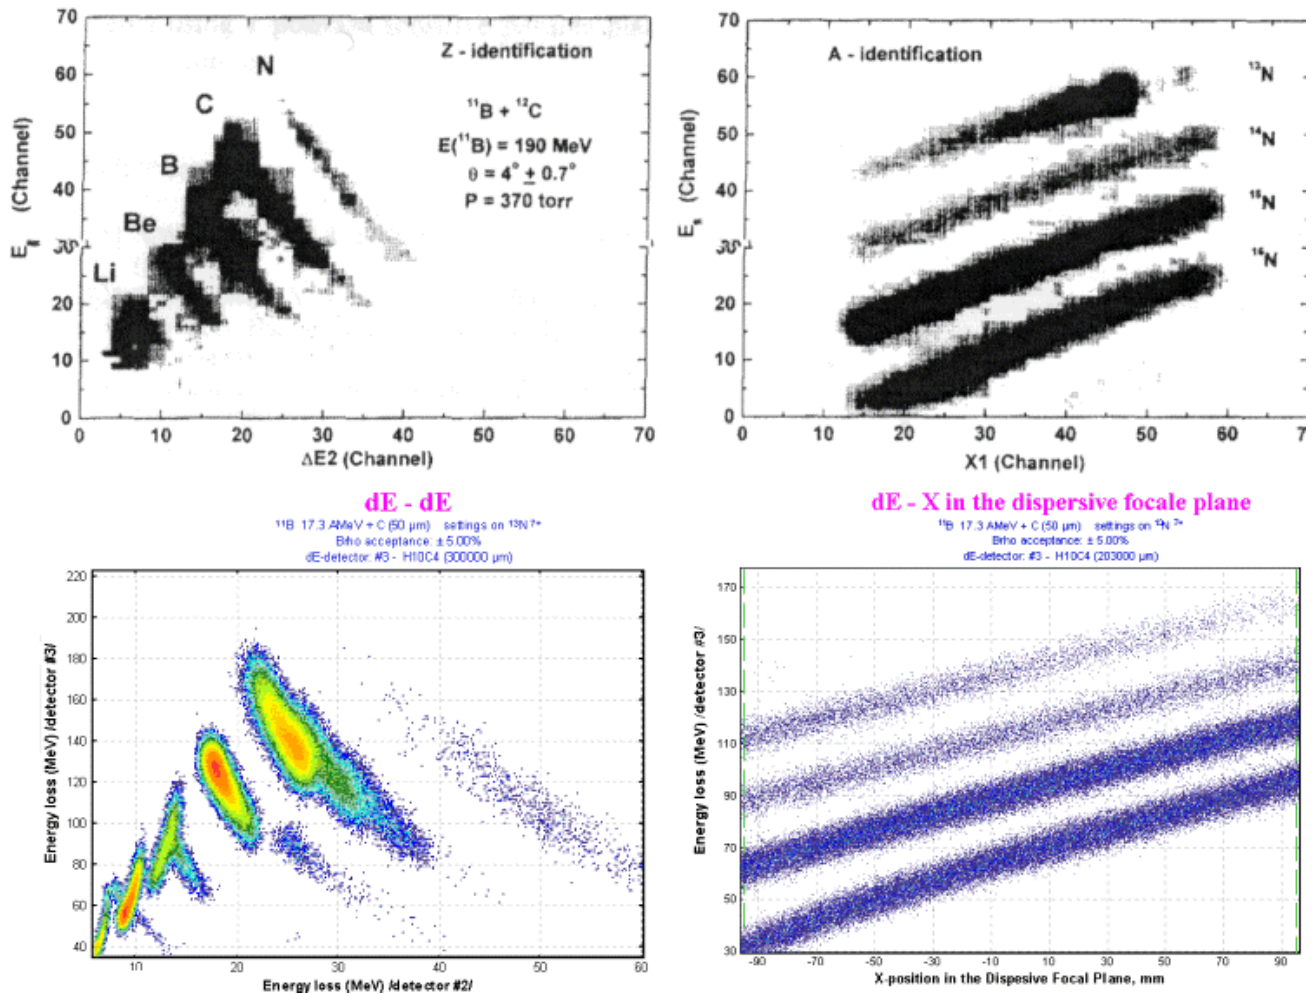 70
60
50
40
30
20
10
0
E_R (Channel)
0 10 20 30 40 50 60 70
ΔE2 (Channel)
Li
Be
B
C
N
Z - identification
¹¹B + ¹²C
E(¹¹B) = 190 MeV
θ = 4° ± 0.7°
P = 370 torr
70
60
50
40
30
20
10
0
(Channel)
0 10 20 30 40 50 60 70
X1 (Channel)
A - identification
¹³N
¹⁴N
¹⁵N
¹⁶N
dE - dE
¹¹B 17.3 AMeV + C (50 µm) settings on ¹³N⁷⁺
Brho acceptance: ± 5.00%
dE-detector: #3 - H10C4 (300000 µm)
220
200
180
160
140
120
100
80
60
40
Energy loss (MeV) /detector #3/
10 20 30 40 50 60
Energy loss (MeV) /detector #2/
dE - X in the dispersive focale plane
¹¹B 17.3 AMeV + C (50 µm) settings on
Brho acceptance: ± 5.00%
dE-detector: #3 - H10C4 (203000 µm)
170
150
130
110
90
70
50
30
Energy loss (MeV) /detector #3/
-90 -70 -50 -30 -10 10 30 50 70 90
X-position in the Dispesive Focal Plane, mm